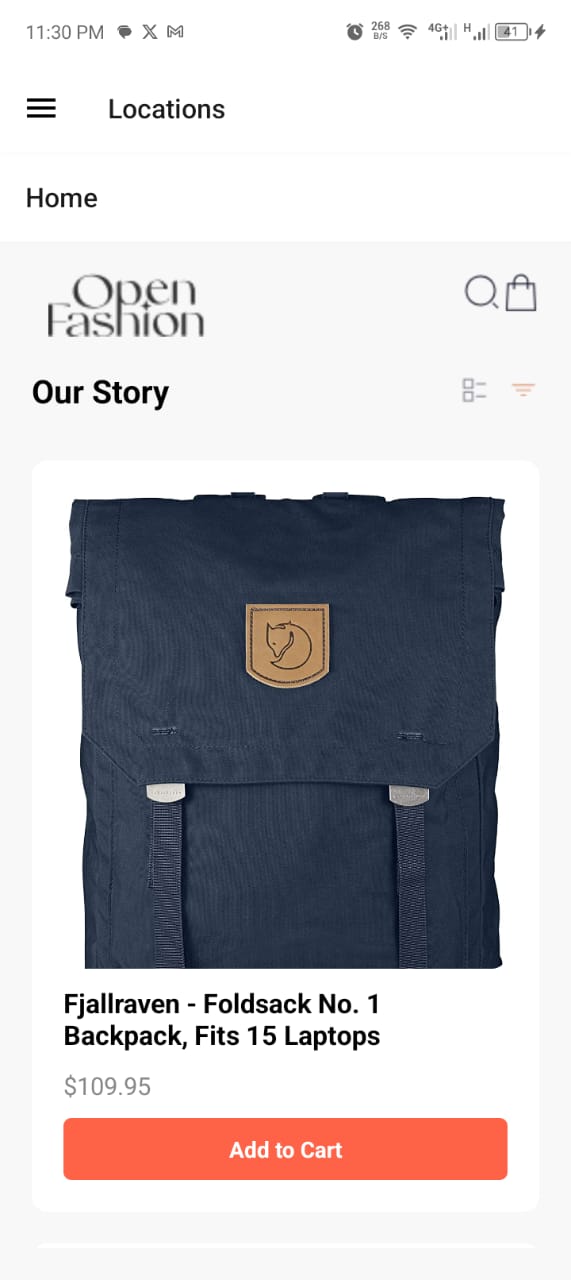 11:30 PM 268 B/S 4G+ H 41
Locations
Home
Open
Fashion
Our Story
Fjallraven - Foldsack No. 1
Backpack, Fits 15 Laptops
$109.95
Add to Cart